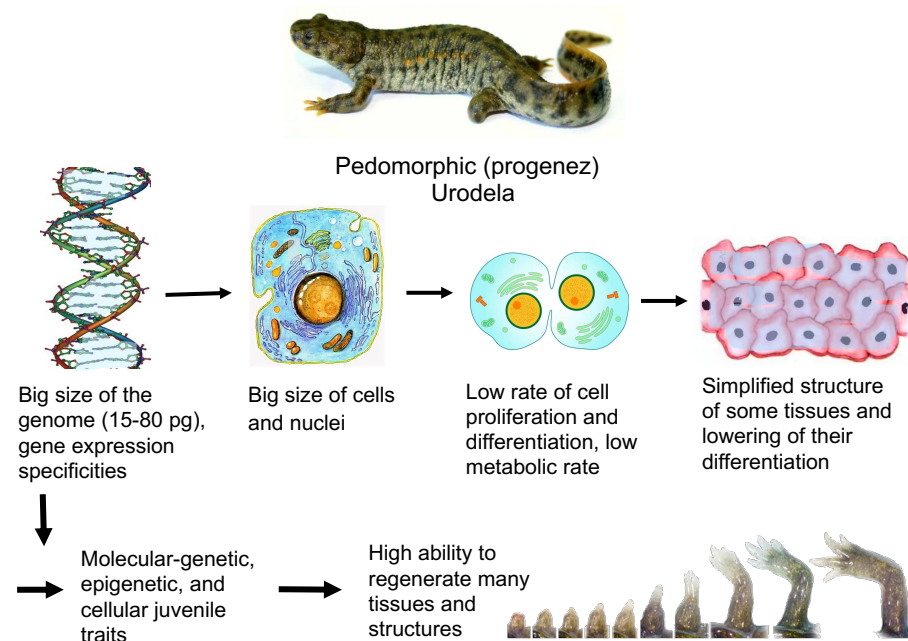 Pedomorphic (progenez)
Urodela
Big size of the
genome (15-80 pg),
gene expression
specificities
Big size of cells
and nuclei
Low rate of cell
proliferation and
differentiation, low
metabolic rate
Simplified structure
of some tissues and
lowering of their
differentiation
Molecular-genetic,
epigenetic, and
cellular juvenile
traits
High ability to
regenerate many
tissues and
structures